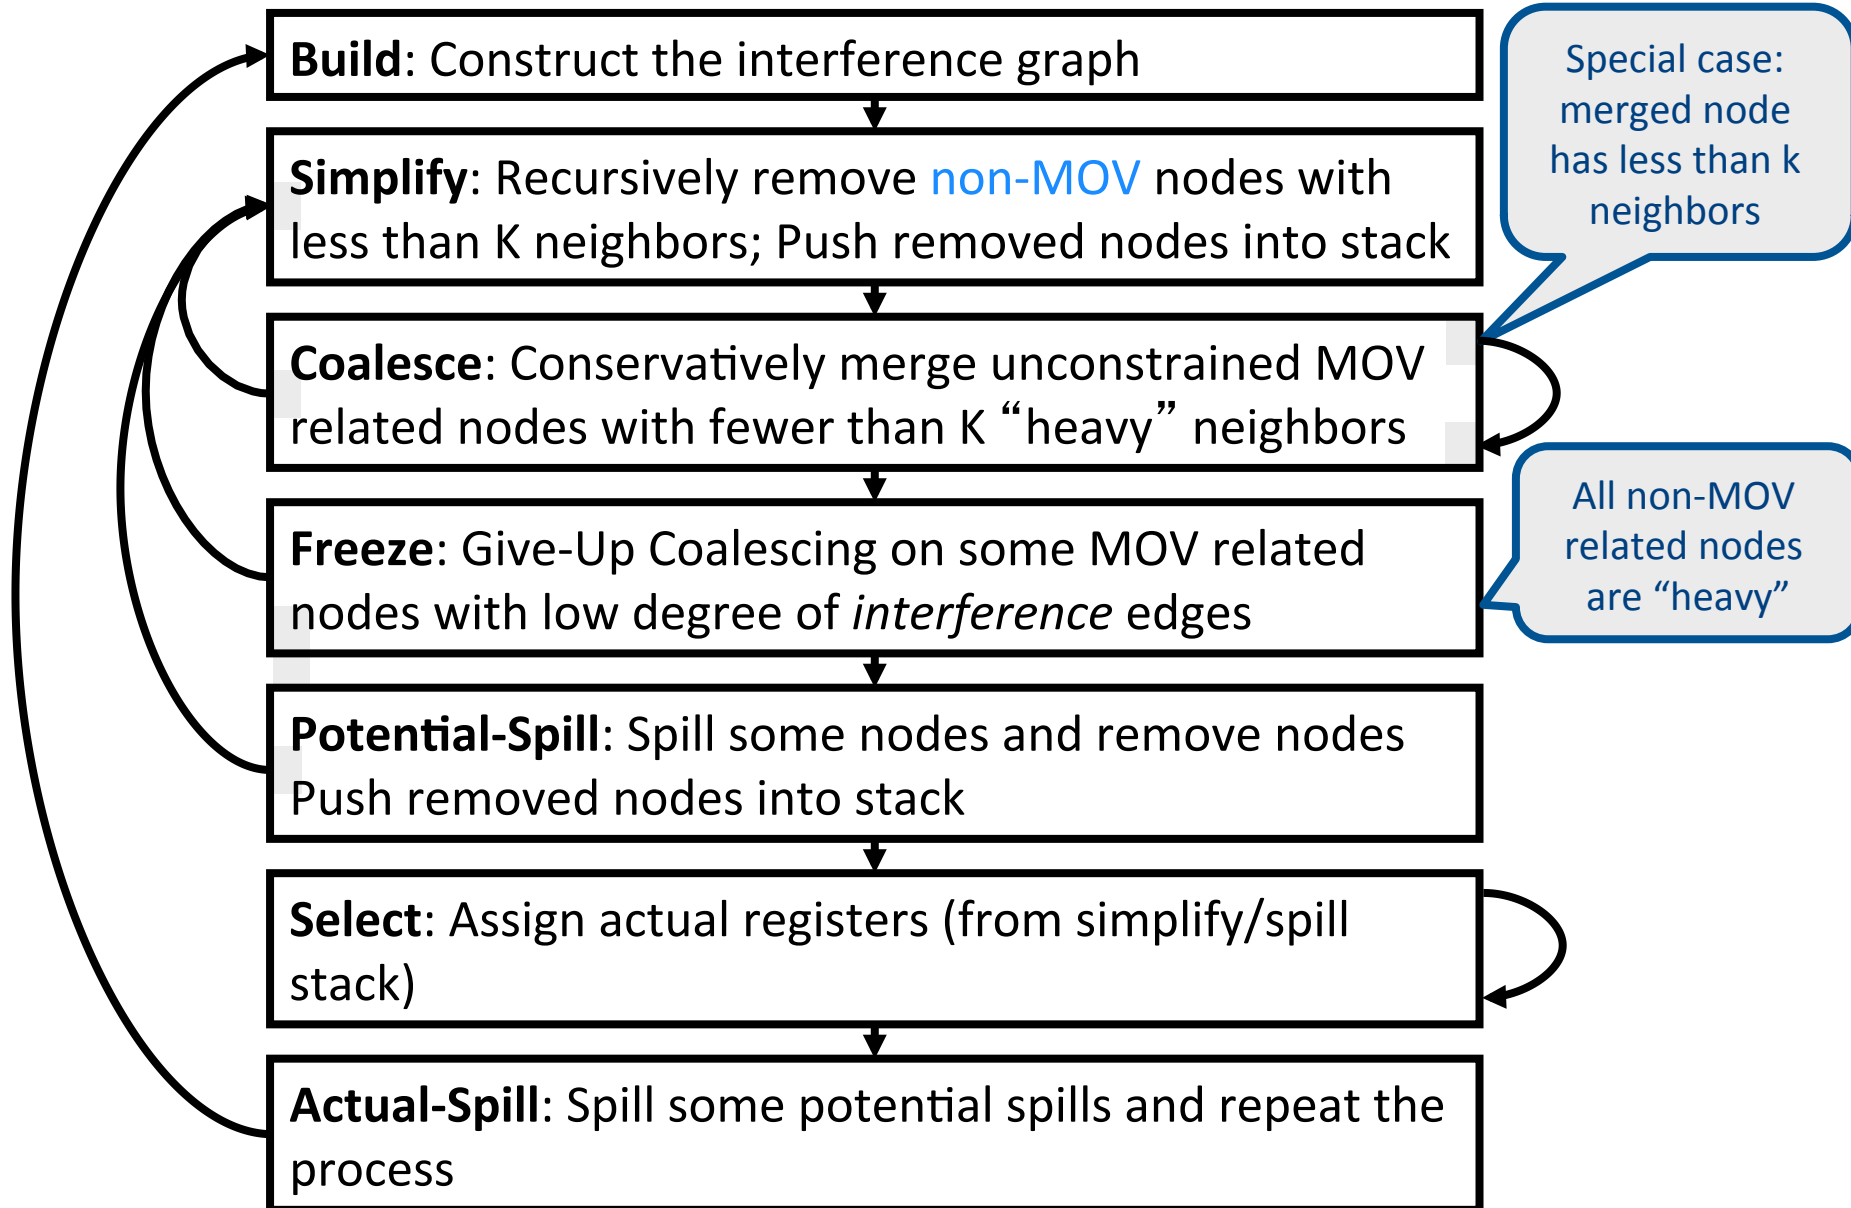 Build: Construct the interference graph
Special case:
merged node
has less than k
neighbors
Simplify: Recursively remove non-MOV nodes with
less than K neighbors; Push removed nodes into stack
Coalesce: Conservatively merge unconstrained MOV
related nodes with fewer than K “heavy” neighbors
All non-MOV
related nodes
are “heavy”
Freeze: Give-Up Coalescing on some MOV related
nodes with low degree of interference edges
Potential-Spill: Spill some nodes and remove nodes
Push removed nodes into stack
Select: Assign actual registers (from simplify/spill
stack)
Actual-Spill: Spill some potential spills and repeat the
process